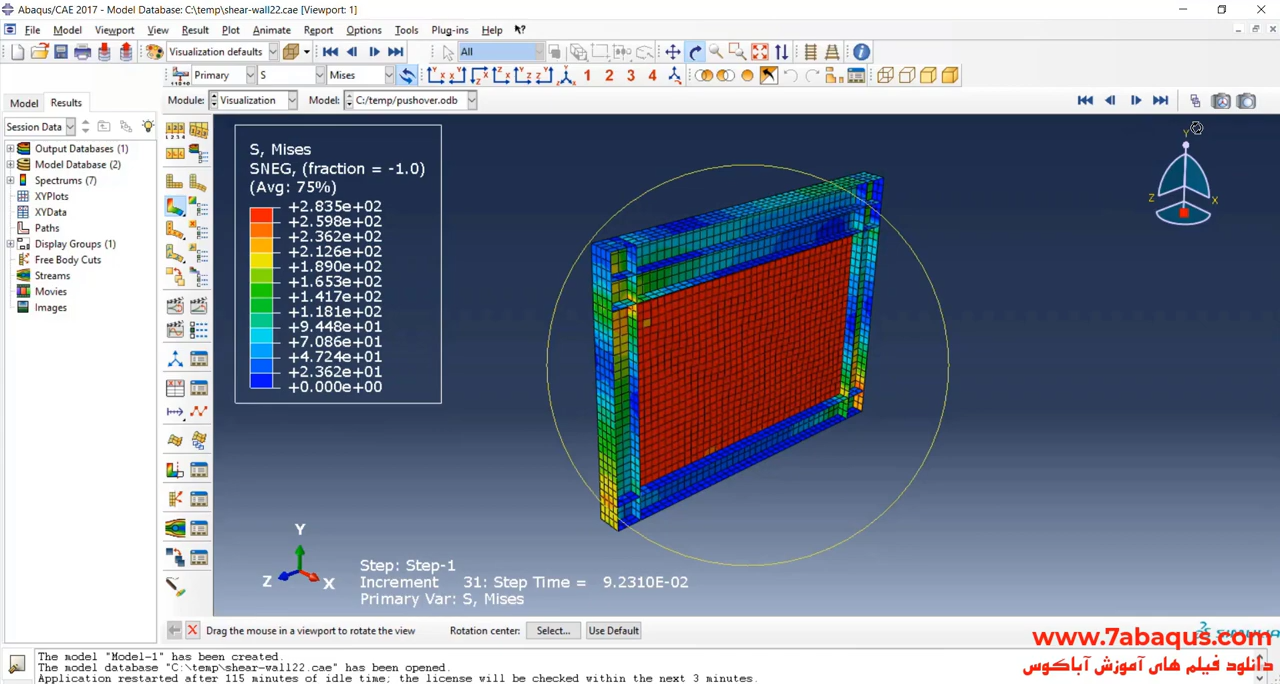 Abaqus/CAE 2017 - Model Database: C:\temp\shear-wall22.cae [Viewport: 1]
File Model Viewport View Result Plot Animate Report Options Tools Plug-ins Help
Visualization defaults All
Primary S Mises 1 2 3 4
Model Results Module: Visualization Model: C:/temp/pushover.odb
Session Data
Output Databases (1)
Model Database (2)
Spectrums (7)
XYPlots
XYData
Paths
Display Groups (1)
Free Body Cuts
Streams
Movies
Images
S, Mises
SNEG, (fraction = -1.0)
(Avg: 75%)
+2.835e+02
+2.598e+02
+2.362e+02
+2.126e+02
+1.890e+02
+1.653e+02
+1.417e+02
+1.181e+02
+9.448e+01
+7.086e+01
+4.724e+01
+2.362e+01
+0.000e+00
Y
Z X
Y
Z X
Step: Step-1
Increment 31: Step Time = 9.2310E-02
Primary Var: S, Mises
Drag the mouse in a viewport to rotate the view Rotation center: Select... Use Default
The model "Model-1" has been created.
The model database "C:\temp\shear-wall22.cae" has been opened.
Application restarted after 115 minutes of idle time; the license will be checked within the next 3 minutes.
www.7abaqus.com
دانلود فیلم های آموزش آباکوس